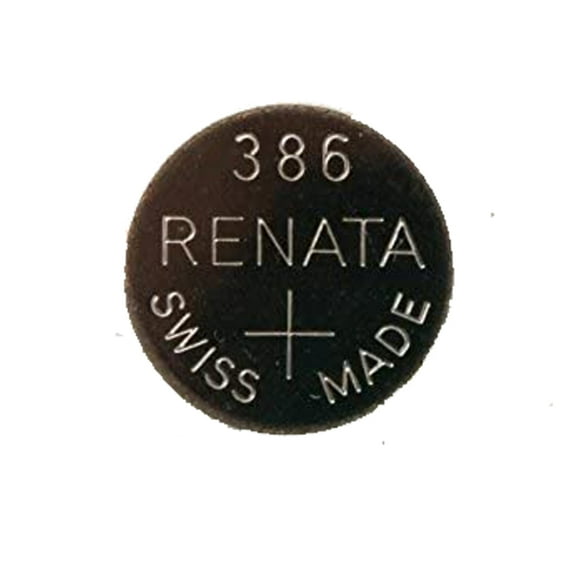 386
RENATA
+
SWISS MADE